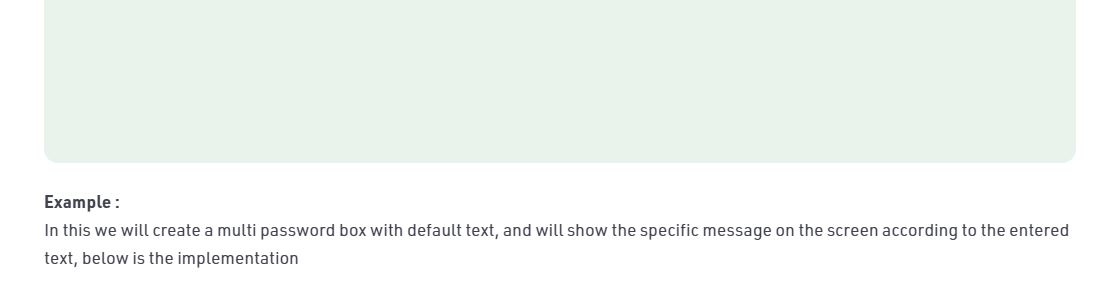 Example :
In this we will create a multi password box with default text, and will show the specific message on the screen according to the entered
text, below is the implementation